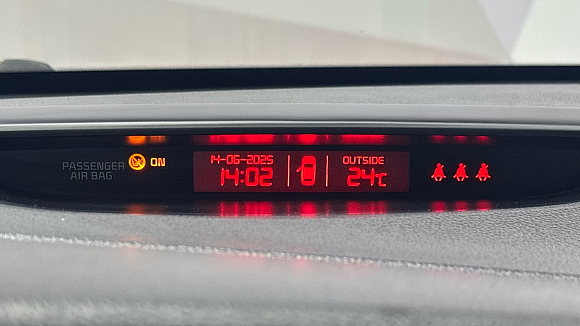 PASSENGER
AIR BAG
ON
14-06-2025
14:02
OUTSIDE
24℃